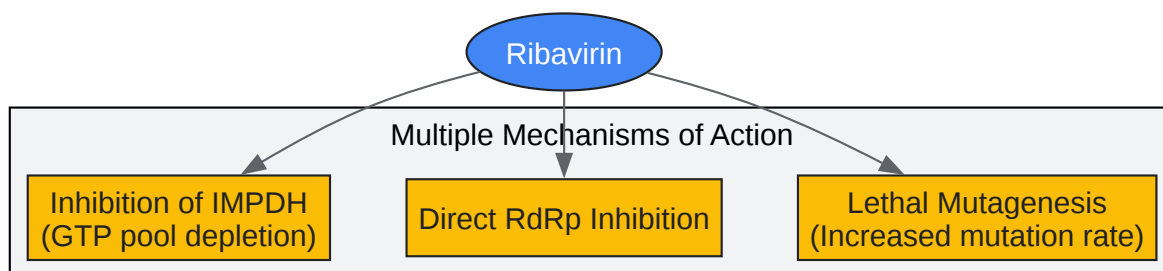 Ribavirin
Multiple Mechanisms of Action
Inhibition of IMPDH
(GTP pool depletion)
Direct RdRp Inhibition
Lethal Mutagenesis
(Increased mutation rate)